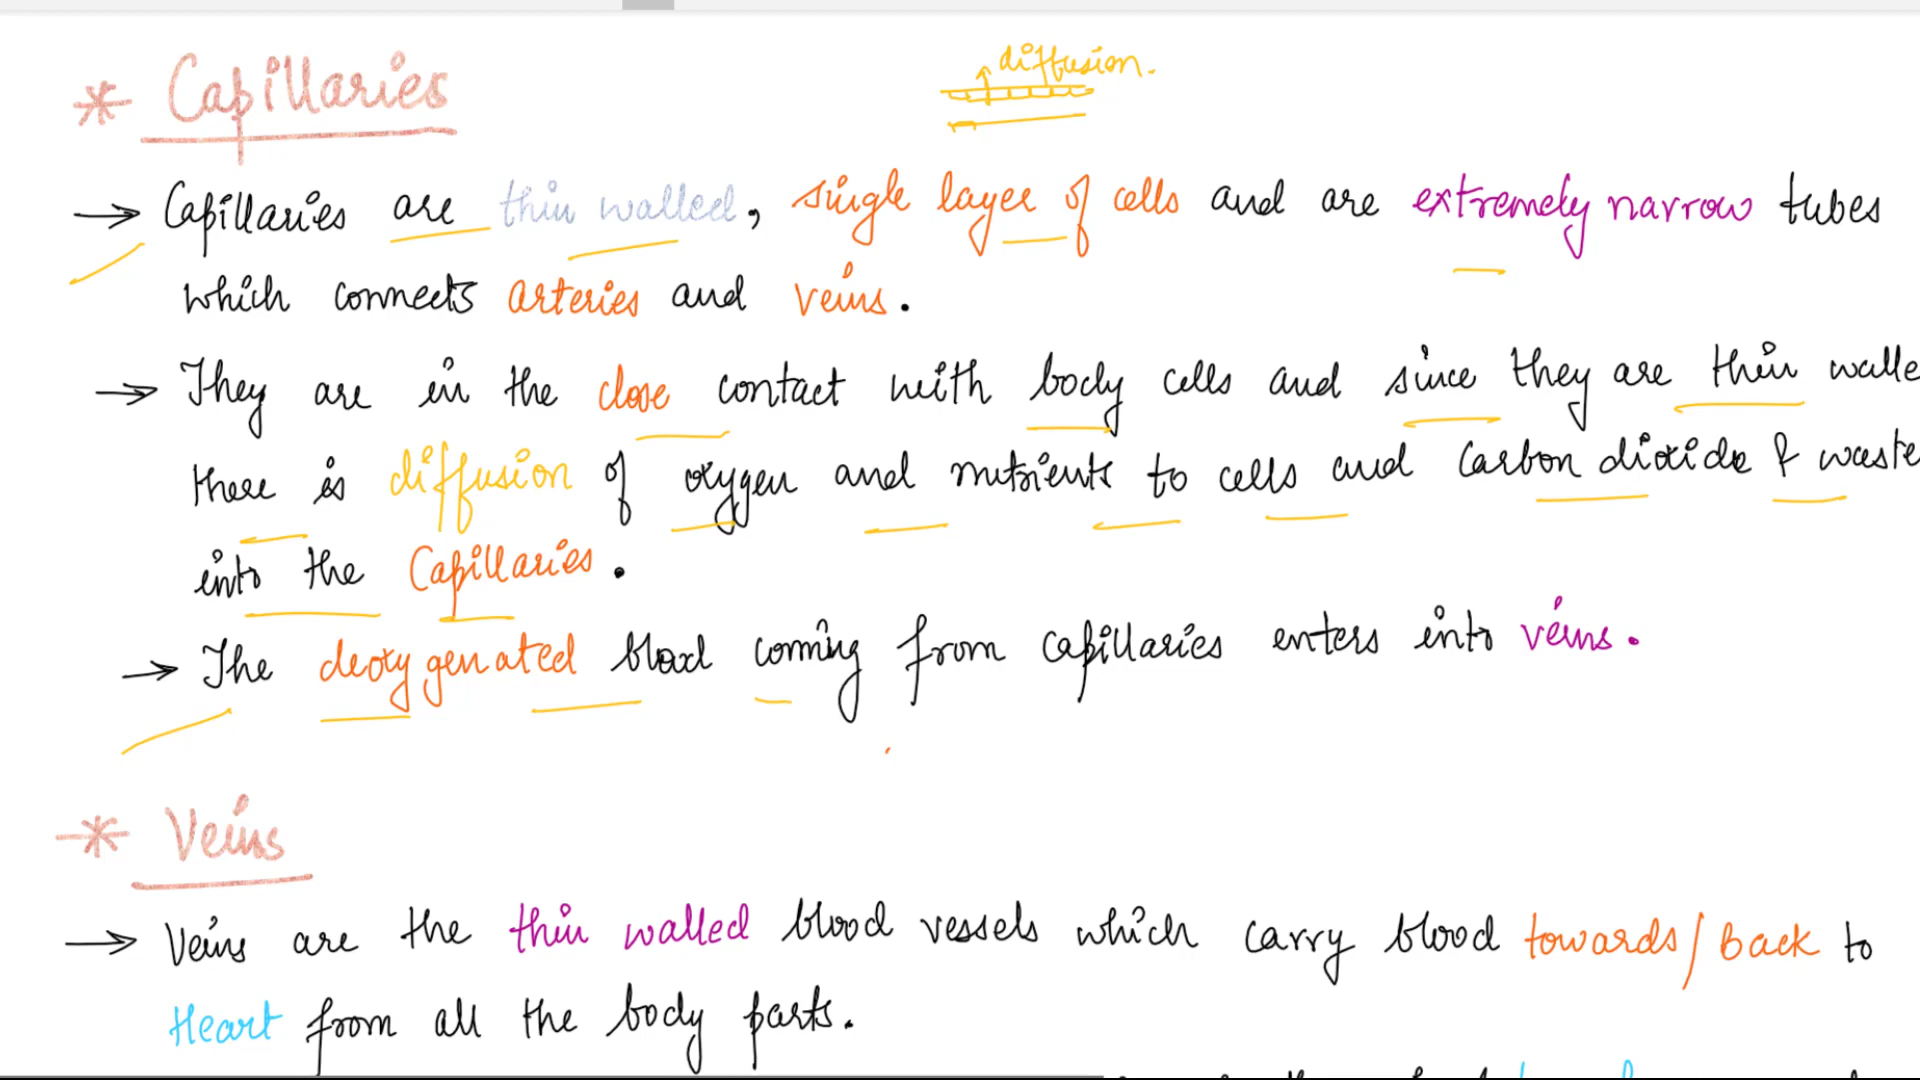 * Capillaries
diffusion.
→ Capillaries are thin walled, single layer of cells and are extremely narrow tubes
which connects arteries and veins.
→ They are in the close contact with body cells and since they are thin walle
there is diffusion of oxygen and nutrients to cells and carbon dioxide & waste
into the Capillaries.
→ The deoxygenated blood coming from capillaries enters into veins.
* Veins
→ Veins are the thin walled blood vessels which carry blood towards/back to
Heart from all the body parts.